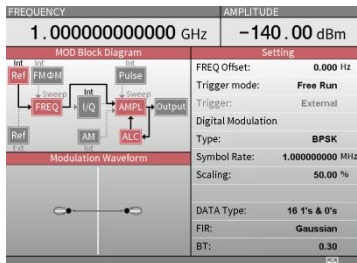 FREQUENCY AMPLITUDE
1.000000000000 GHz −140.00 dBm
MOD Block Diagram
Int Int
Ref FMΦM Pulse
Sweep Int Sweep
FREQ I/Q AMPL Output
Ref AM ALC
Ext Int
Modulation Waveform
Setting
FREQ Offset: 0.000 Hz
Trigger mode: Free Run
Trigger: External
Digital Modulation
Type: BPSK
Symbol Rate: 1.000000000 MHz
Scaling: 50.00 %
DATA Type: 16 1's & 0's
FIR: Gaussian
BT: 0.30